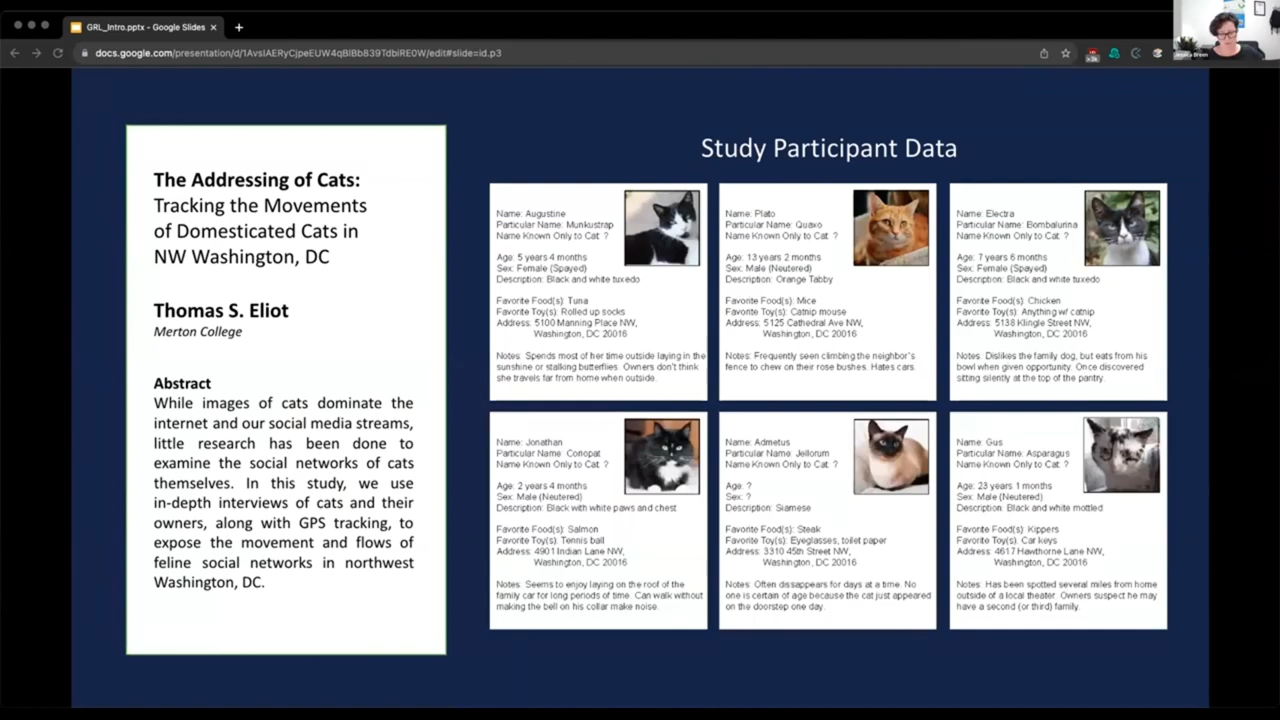 GRL_Intro.pptx - Google Slides
docs.google.com/presentation/d/1AvsIAERyCjpeEUW4qBlBb839TdbiRE0W/edit#slide=id.p3
The Addressing of Cats:
Tracking the Movements
of Domesticated Cats in
NW Washington, DC
Thomas S. Eliot
Merton College
Abstract
While images of cats dominate the
internet and our social media streams,
little research has been done to
examine the social networks of cats
themselves. In this study, we use
in-depth interviews of cats and their
owners, along with GPS tracking, to
expose the movement and flows of
feline social networks in northwest
Washington, DC.
Study Participant Data
Name: Augustine
Particular Name: Munkustrap
Name Known Only to Cat: ?
Age: 5 years 4 months
Sex: Female (Spayed)
Description: Black and white tuxedo
Favorite Food(s): Tuna
Favorite Toy(s): Rolled up socks
Address: 5100 Manning Place NW,
Washington, DC 20016
Notes: Spends most of her time outside laying in the
sunshine or stalking butterflies. Owners don't think
she travels far from home when outside.
Name: Plato
Particular Name: Quaxo
Name Known Only to Cat: ?
Age: 13 years 2 months
Sex: Male (Neutered)
Description: Orange Tabby
Favorite Food(s): Mice
Favorite Toy(s): Catnip mouse
Address: 5125 Cathedral Ave NW,
Washington, DC 20016
Notes: Frequently seen climbing the neighbor's
fence to chew on their rose bushes. Hates cars.
Name: Electra
Particular Name: Bombalurina
Name Known Only to Cat: ?
Age: 7 years 6 months
Sex: Female (Spayed)
Description: Black and white tuxedo
Favorite Food(s): Chicken
Favorite Toy(s): Anything w/ catnip
Address: 5138 Klingle Street NW,
Washington, DC 20016
Notes: Dislikes the family dog, but eats from his
bowl when given opportunity. Once discovered
sitting silently at the top of the pantry.
Name: Jonathan
Particular Name: Coriopat
Name Known Only to Cat: ?
Age: 2 years 4 months
Sex: Male (Neutered)
Description: Black with white paws and chest
Favorite Food(s): Salmon
Favorite Toy(s): Tennis ball
Address: 4901 Indian Lane NW,
Washington, DC 20016
Notes: Seems to enjoy laying on the roof of the
family car for long periods of time. Can walk without
making the bell on his collar make noise.
Name: Admetus
Particular Name: Jellorum
Name Known Only to Cat: ?
Age: ?
Sex: ?
Description: Siamese
Favorite Food(s): Steak
Favorite Toy(s): Eyeglasses, toilet paper
Address: 3310 45th Street NW,
Washington, DC 20016
Notes: Often dissappears for days at a time. No
one is certain of age because the cat just appeared
on the doorstep one day.
Name: Gus
Particular Name: Asparagus
Name Known Only to Cat: ?
Age: 23 years 1 months
Sex: Male (Neutered)
Description: Black and white mottled
Favorite Food(s): Kippers
Favorite Toy(s): Car keys
Address: 4617 Hawthorne Lane NW,
Washington, DC 20016
Notes: Has been spotted several miles from home
outside of a local theater. Owners suspect he may
have a second (or third) family.